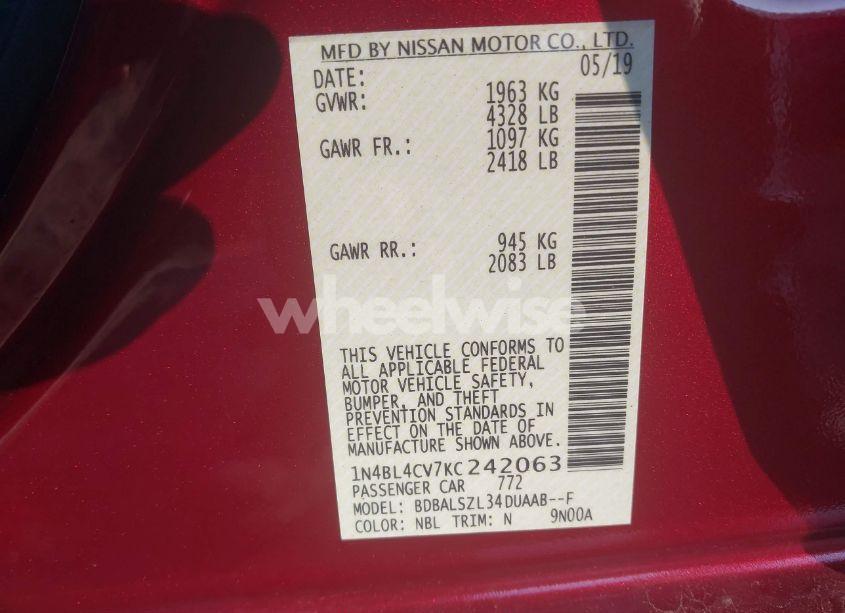 MFD BY NISSAN MOTOR CO., LTD.
DATE: 05/19
GVWR: 1963 KG
4328 LB
GAWR FR.: 1097 KG
2418 LB
GAWR RR.: 945 KG
2083 LB
wheelwise
THIS VEHICLE CONFORMS TO
ALL APPLICABLE FEDERAL
MOTOR VEHICLE SAFETY,
BUMPER, AND THEFT
PREVENTION STANDARDS IN
EFFECT ON THE DATE OF
MANUFACTURE SHOWN ABOVE.
1N4BL4CV7KC242063
PASSENGER CAR 772
MODEL: BDBALSZL34DUAAB--F
COLOR: NBL TRIM: N 9N00A